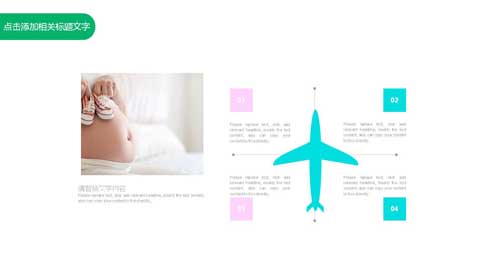 点击添加相关标题文字
01
02
Please replace text, click add
relevant headline, modify the text
content, also can copy your
content to this directly.
Please replace text, click add
relevant headline, modify the text
content, also can copy your content
to this directly.
请替换文字内容
Please replace text, click add relevant headline, modify the text content,
also can copy your content to this directly.
Please replace text, click add
relevant headline, modify the text
content, also can copy your
content to this directly.
Please replace text, click add
relevant headline, modify the text
content, also can copy your content
to this directly.
03
04